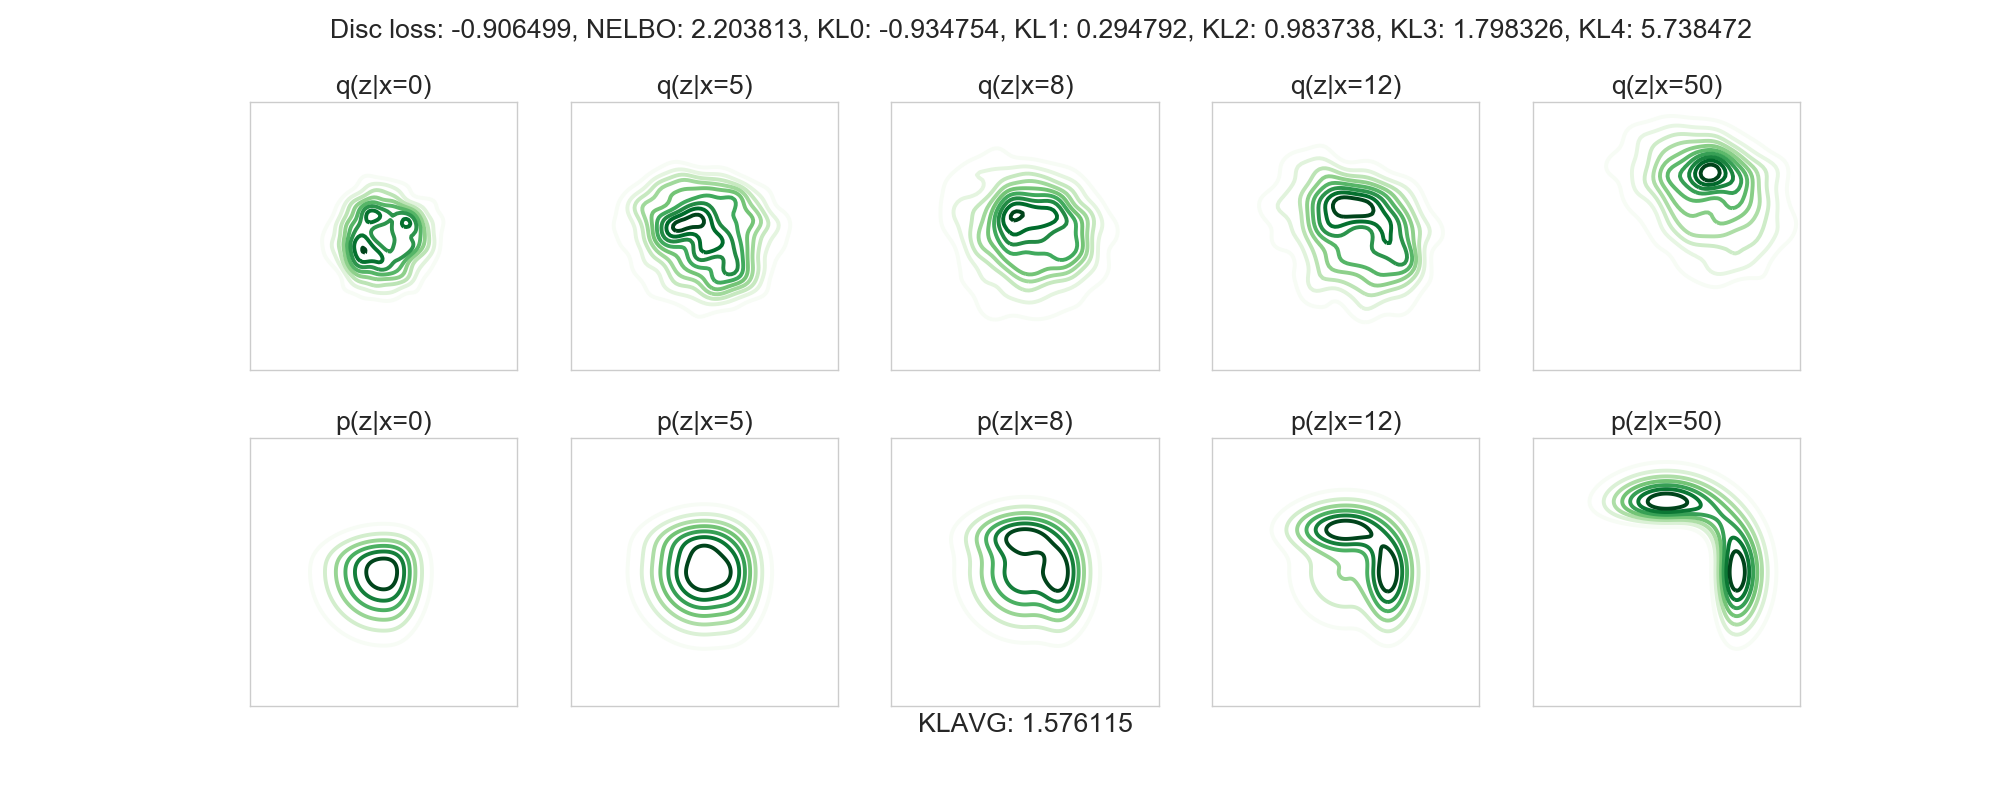 Disc loss: -0.906499, NELBO: 2.203813, KL0: -0.934754, KL1: 0.294792, KL2: 0.983738, KL3: 1.798326, KL4: 5.738472
q(z|x=0) q(z|x=5) q(z|x=8) q(z|x=12) q(z|x=50)
p(z|x=0) p(z|x=5) p(z|x=8) p(z|x=12) p(z|x=50)
KLAVG: 1.576115